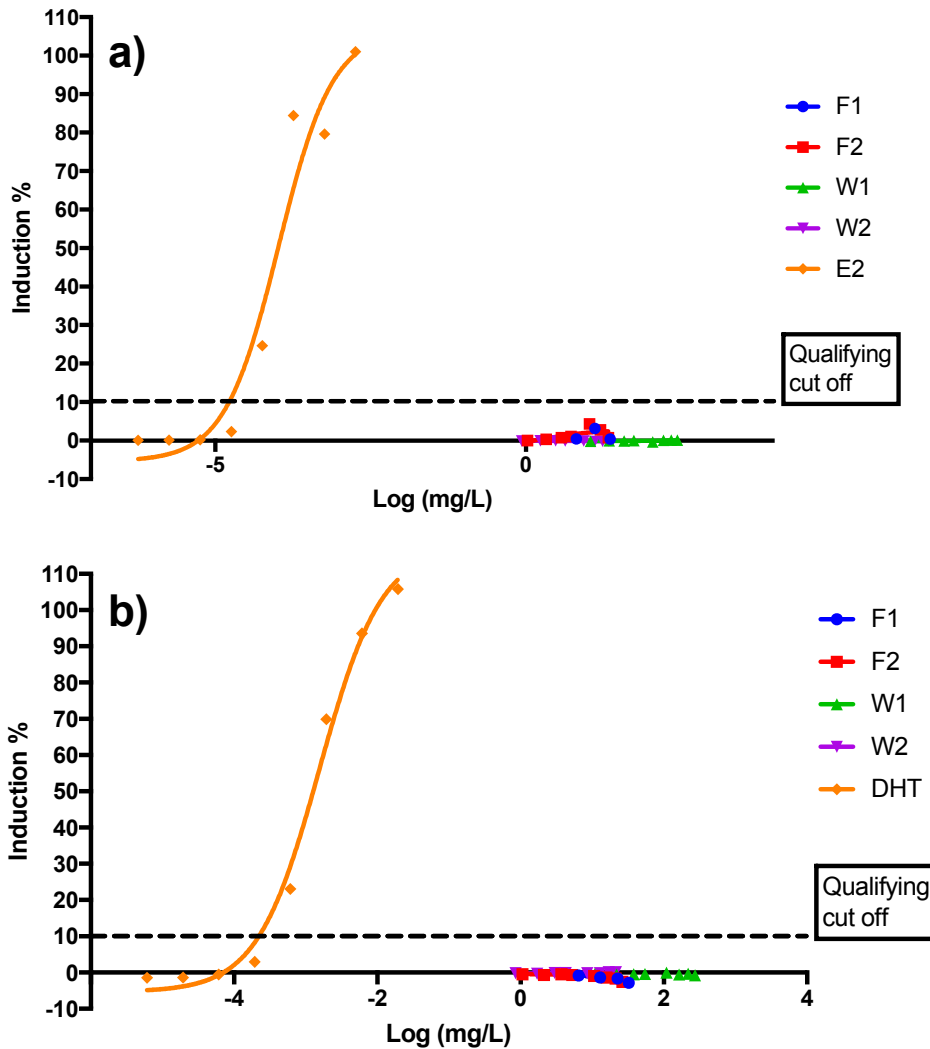 a)
110
100
90
80
70
60
50
40
30
20
10
0
-10
Induction %
-5
0
Log (mg/L)
F1
F2
W1
W2
E2
Qualifying
cut off
b)
110
100
90
80
70
60
50
40
30
20
10
0
-10
Induction %
-4
-2
0
2
4
Log (mg/L)
F1
F2
W1
W2
DHT
Qualifying
cut off